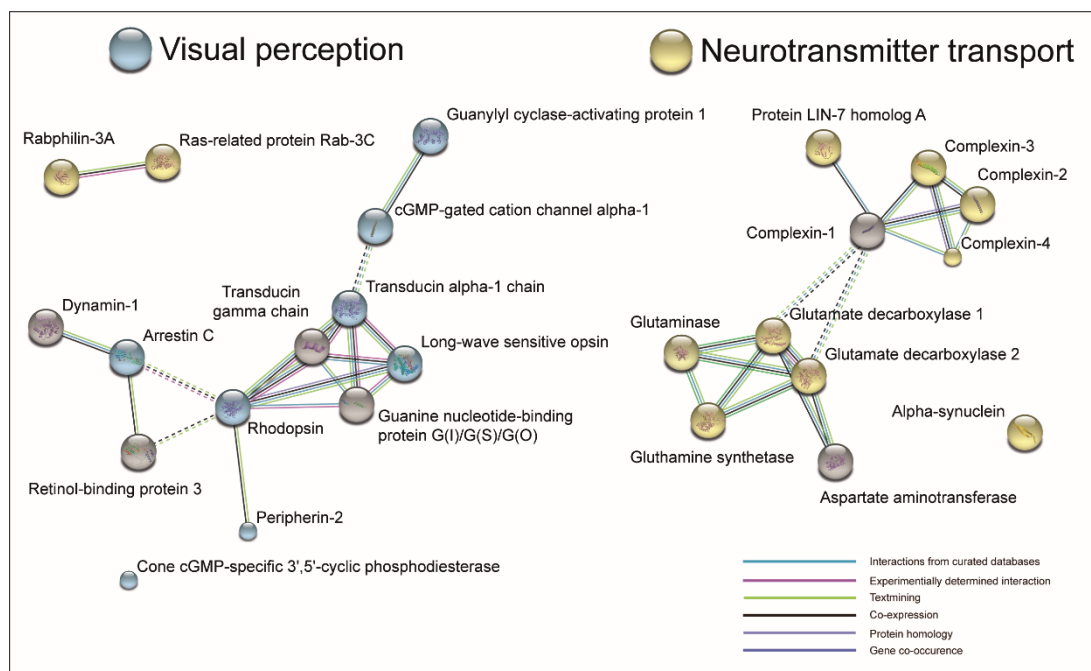 Visual perception
Neurotransmitter transport
Guanylyl cyclase-activating protein 1
Protein LIN-7 homolog A
Rabphilin-3A
Ras-related protein Rab-3C
Complexin-3
Complexin-2
cGMP-gated cation channel alpha-1
Complexin-1
Complexin-4
Dynamin-1
Transducin
gamma chain
Transducin alpha-1 chain
Arrestin C
Long-wave sensitive opsin
Glutaminase
Glutamate decarboxylase 1
Glutamate decarboxylase 2
Rhodopsin
Guanine nucleotide-binding
protein G(I)/G(S)/G(O)
Alpha-synuclein
Retinol-binding protein 3
Gluthamine synthetase
Aspartate aminotransferase
Peripherin-2
Cone cGMP-specific 3',5'-cyclic phosphodiesterase
Interactions from curated databases
Experimentally determined interaction
Textmining
Co-expression
Protein homology
Gene co-occurence